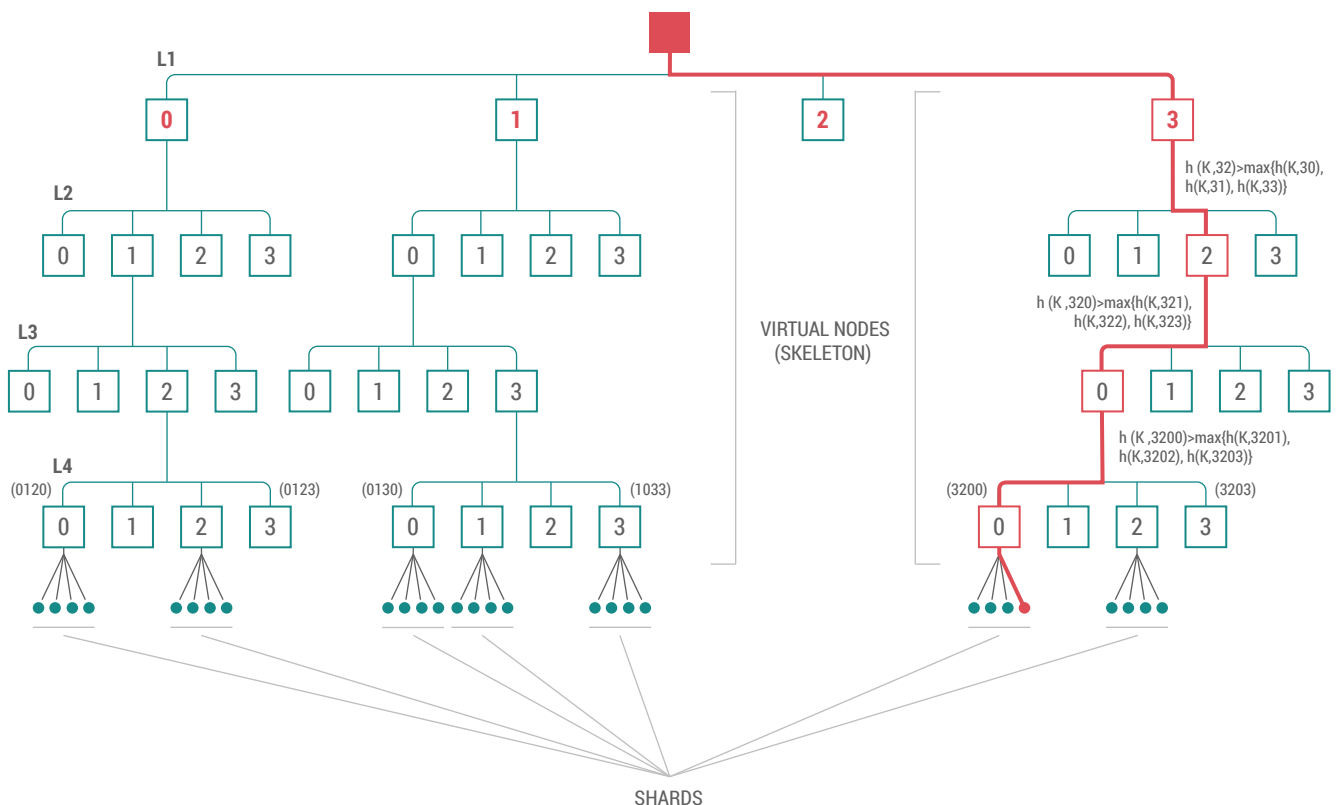 L1
0
1
2
3
h (K ,32)>max{h(K,30),
h(K,31), h(K,33)}
L2
0 1 2 3
0 1 2 3
0 1 2 3
h (K ,320)>max{h(K,321),
h(K,322), h(K,323)}
VIRTUAL NODES
(SKELETON)
L3
0 1 2 3
0 1 2 3
0 1 2 3
h (K ,3200)>max{h(K,3201),
h(K,3202), h(K,3203)}
L4
(0120)
(0123)
(0130)
(1033)
(3200)
(3203)
0 1 2 3
0 1 2 3
0 1 2 3
SHARDS